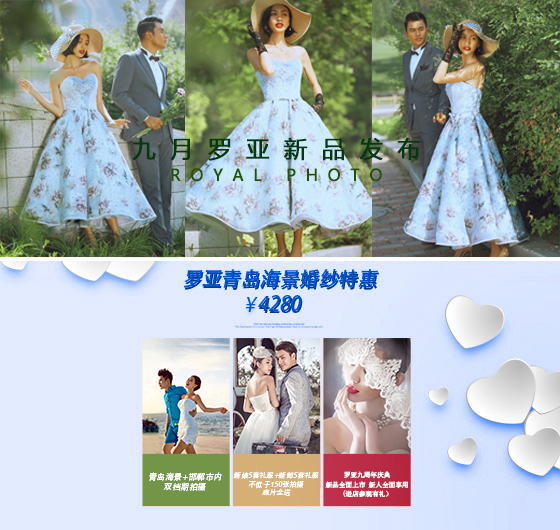 九月罗亚新品发布
ROYAL PHOTO
罗亚青岛海景婚纱特惠
￥4280
青岛海景+邯郸市内
双档期拍摄
新娘5套礼服+新郎5套礼服
不低于150张拍摄
底片全送
罗亚九周年庆典
新品全面上市 新人全面享用
(进店参观有礼)